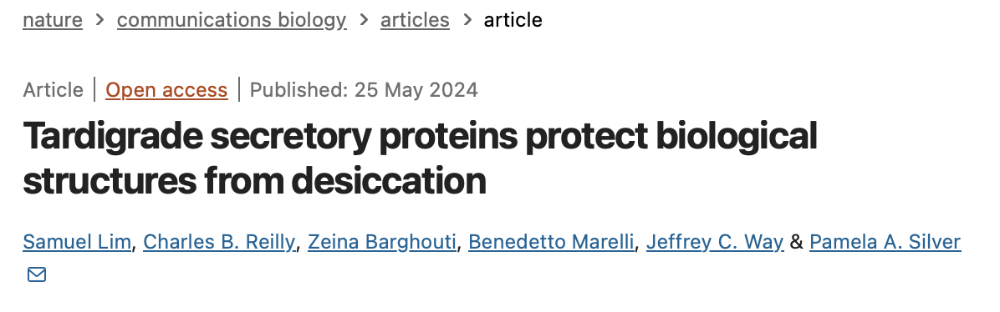 nature > communications biology > articles > article
Article | Open access | Published: 25 May 2024
Tardigrade secretory proteins protect biological
structures from desiccation
Samuel Lim, Charles B. Reilly, Zeina Barghouti, Benedetto Marelli, Jeffrey C. Way & Pamela A. Silver